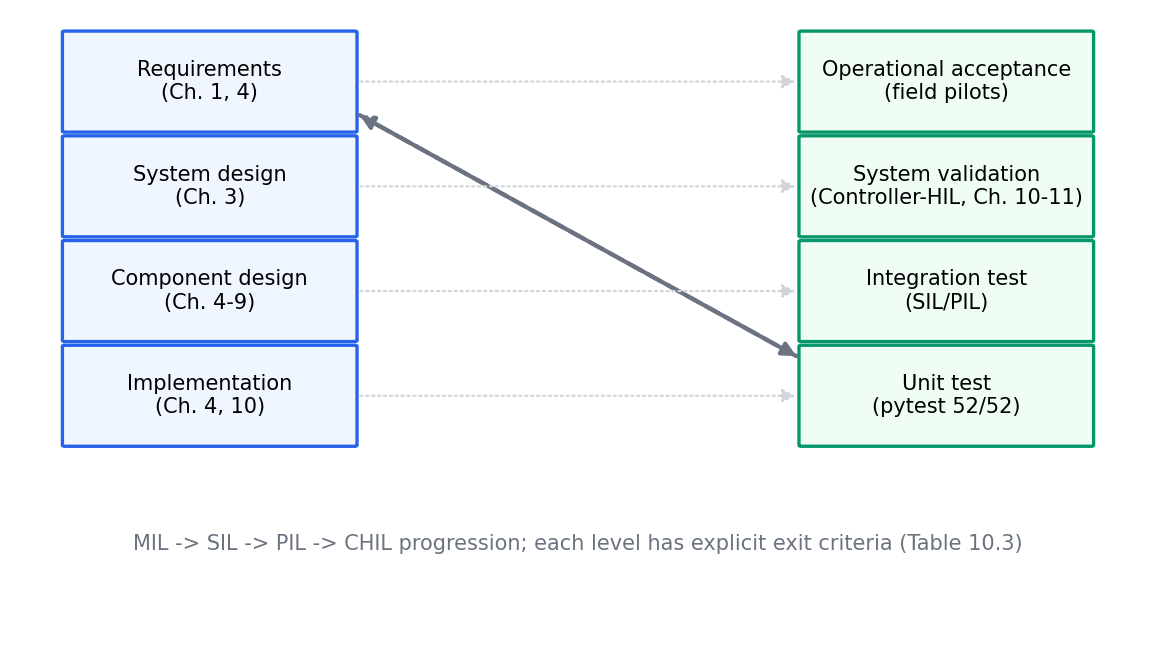 Requirements
(Ch. 1, 4)
Operational acceptance
(field pilots)
System design
(Ch. 3)
System validation
(Controller-HIL, Ch. 10-11)
Component design
(Ch. 4-9)
Integration test
(SIL/PIL)
Implementation
(Ch. 4, 10)
Unit test
(pytest 52/52)
MIL -> SIL -> PIL -> CHIL progression; each level has explicit exit criteria (Table 10.3)